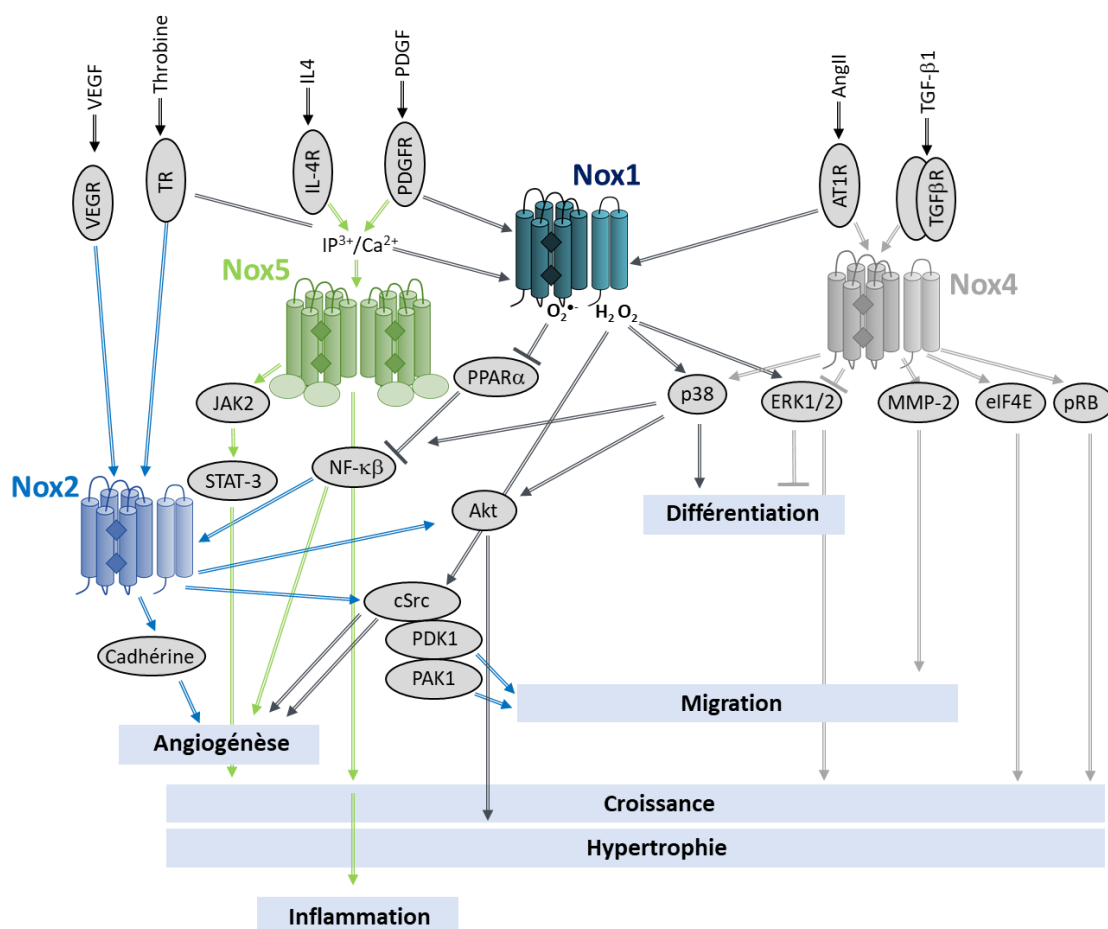 VEGF
Throbine
IL4
PDGF
AngII
TGF-β1
VEGR
TR
IL-4R
PDGFR
AT1R
TGFβR
Nox1
IP³⁺/Ca²⁺
Nox5
Nox4
O₂•- H₂O₂
PPARα
JAK2
p38
ERK1/2
MMP-2
eIF4E
pRB
NF-κβ
STAT-3
Nox2
Akt
Différentiation
cSrc
PDK1
Cadhérine
PAK1
Migration
Angiogénèse
Croissance
Hypertrophie
Inflammation